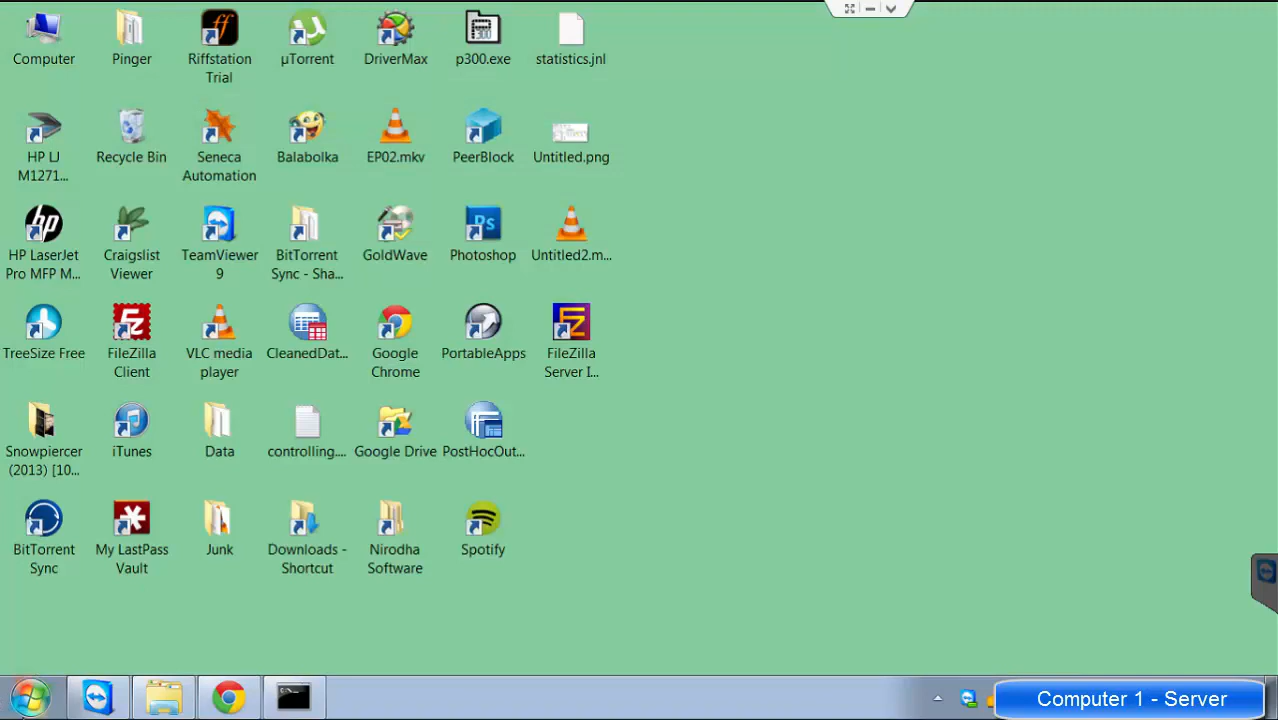 Computer
Pinger
Riffstation
Trial
µTorrent
DriverMax
p300.exe
statistics.jnl
HP LJ
M1271...
Recycle Bin
Seneca
Automation
Balabolka
EP02.mkv
PeerBlock
Untitled.png
HP LaserJet
Pro MFP M...
Craigslist
Viewer
TeamViewer
9
BitTorrent
Sync - Sha...
GoldWave
Photoshop
Untitled2.m...
TreeSize Free
FileZilla
Client
VLC media
player
CleanedDat...
Google
Chrome
PortableApps
FileZilla
Server I...
Snowpiercer
(2013) [10...
iTunes
Data
controlling....
Google Drive
PostHocOut...
BitTorrent
Sync
My LastPass
Vault
Junk
Downloads -
Shortcut
Nirodha
Software
Spotify
Computer 1 - Server